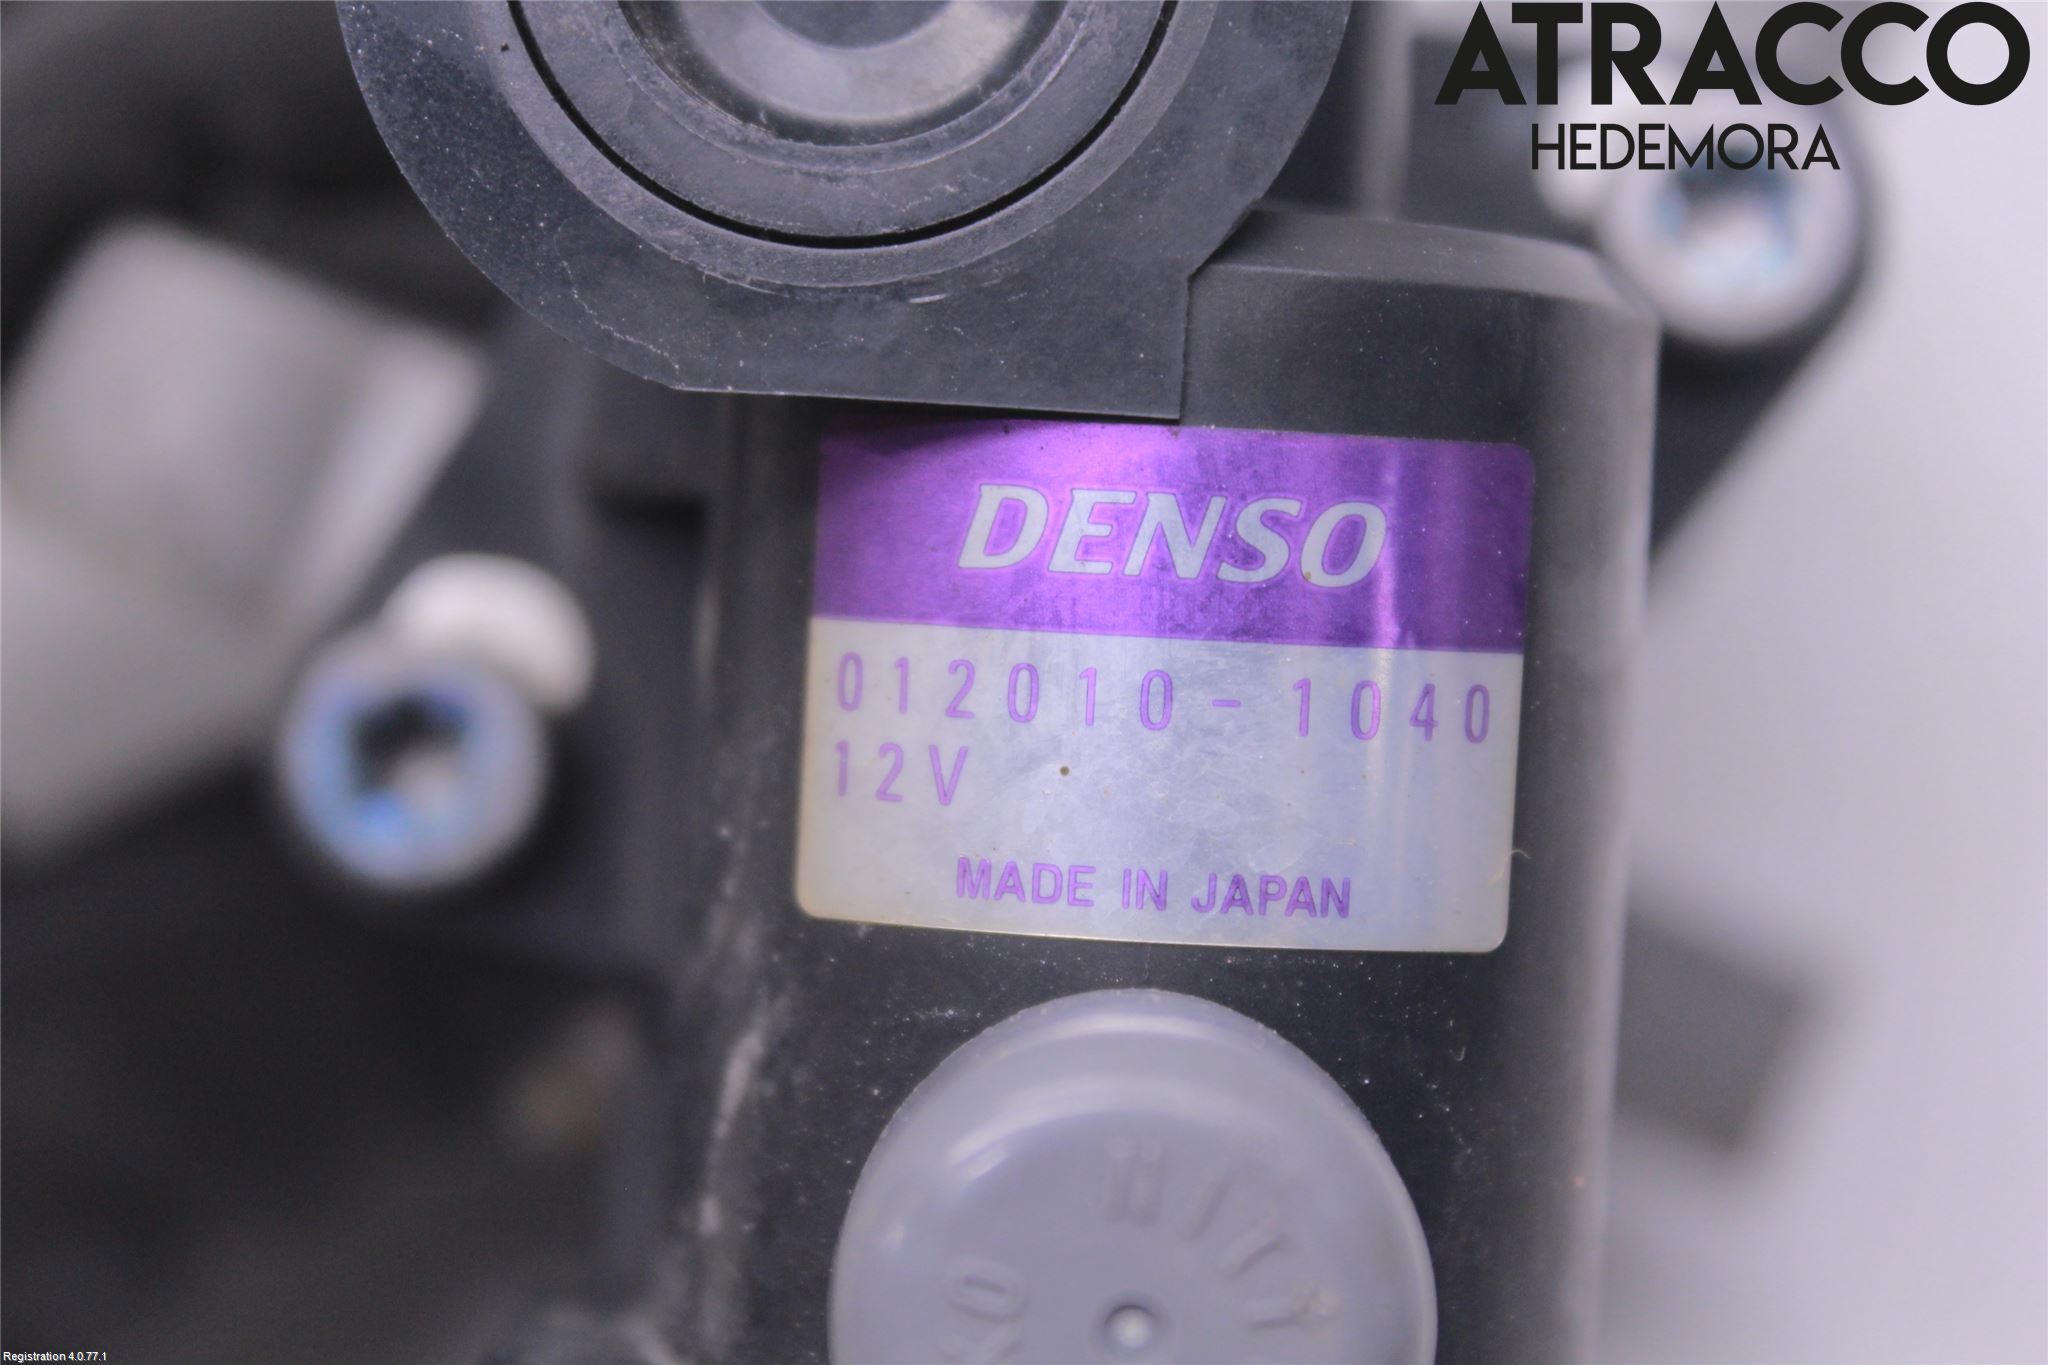 ATRACCO
HEDEMORA
DENSO
012010-1040
12V
MADE IN JAPAN
Registration 4.0.77.1